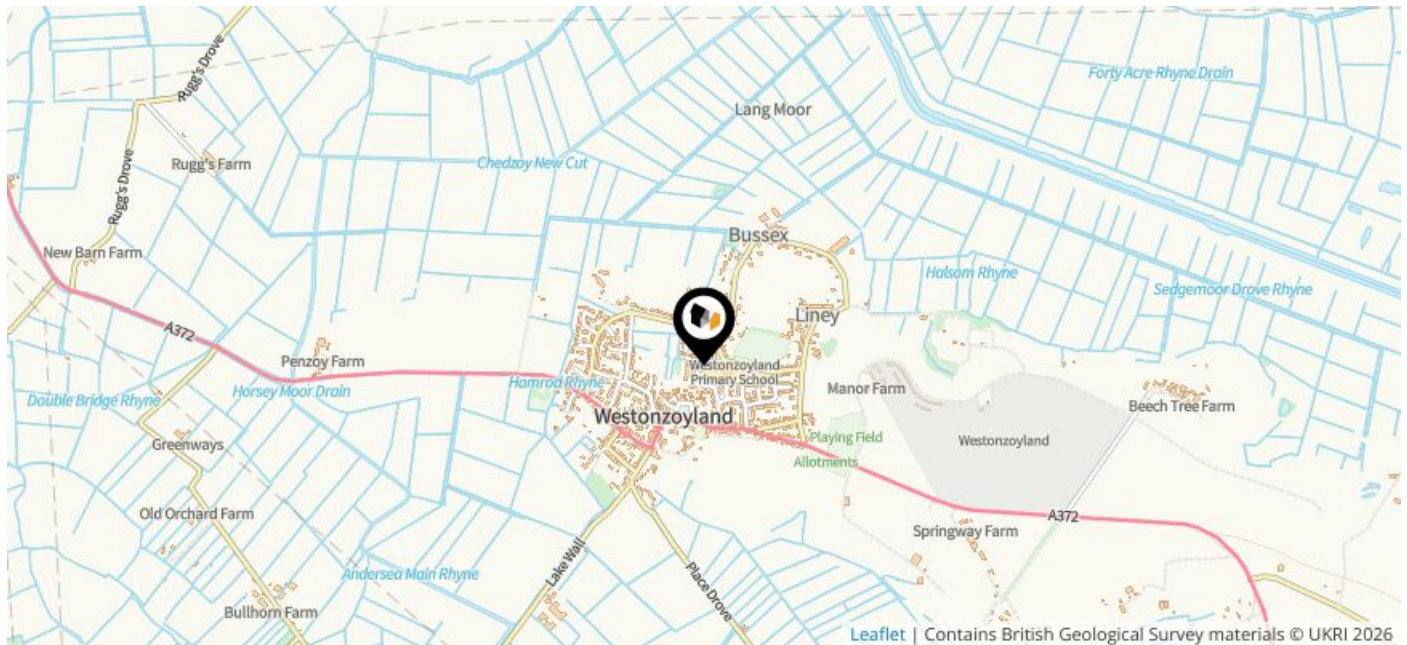 Rugg's Drove
Forty Acre Rhyne Drain
Lang Moor
Rugg's Farm
Chedzoy New Cut
Rugg's Drove
Bussex
New Barn Farm
Halsom Rhyne
Sedgemoor Drove Rhyne
Liney
A372
Penzoy Farm
Westonzoyland
Primary School
Horsey Moor Drain
Hamrod Rhyne
Manor Farm
Double Bridge Rhyne
Beech Tree Farm
Westonzoyland
Greenways
Playing Field
Westonzoyland
Allotments
Old Orchard Farm
A372
Springway Farm
Lake Wall
Andersea Main Rhyne
Place Drove
Bullhorn Farm
Leaflet | Contains British Geological Survey materials © UKRI 2026